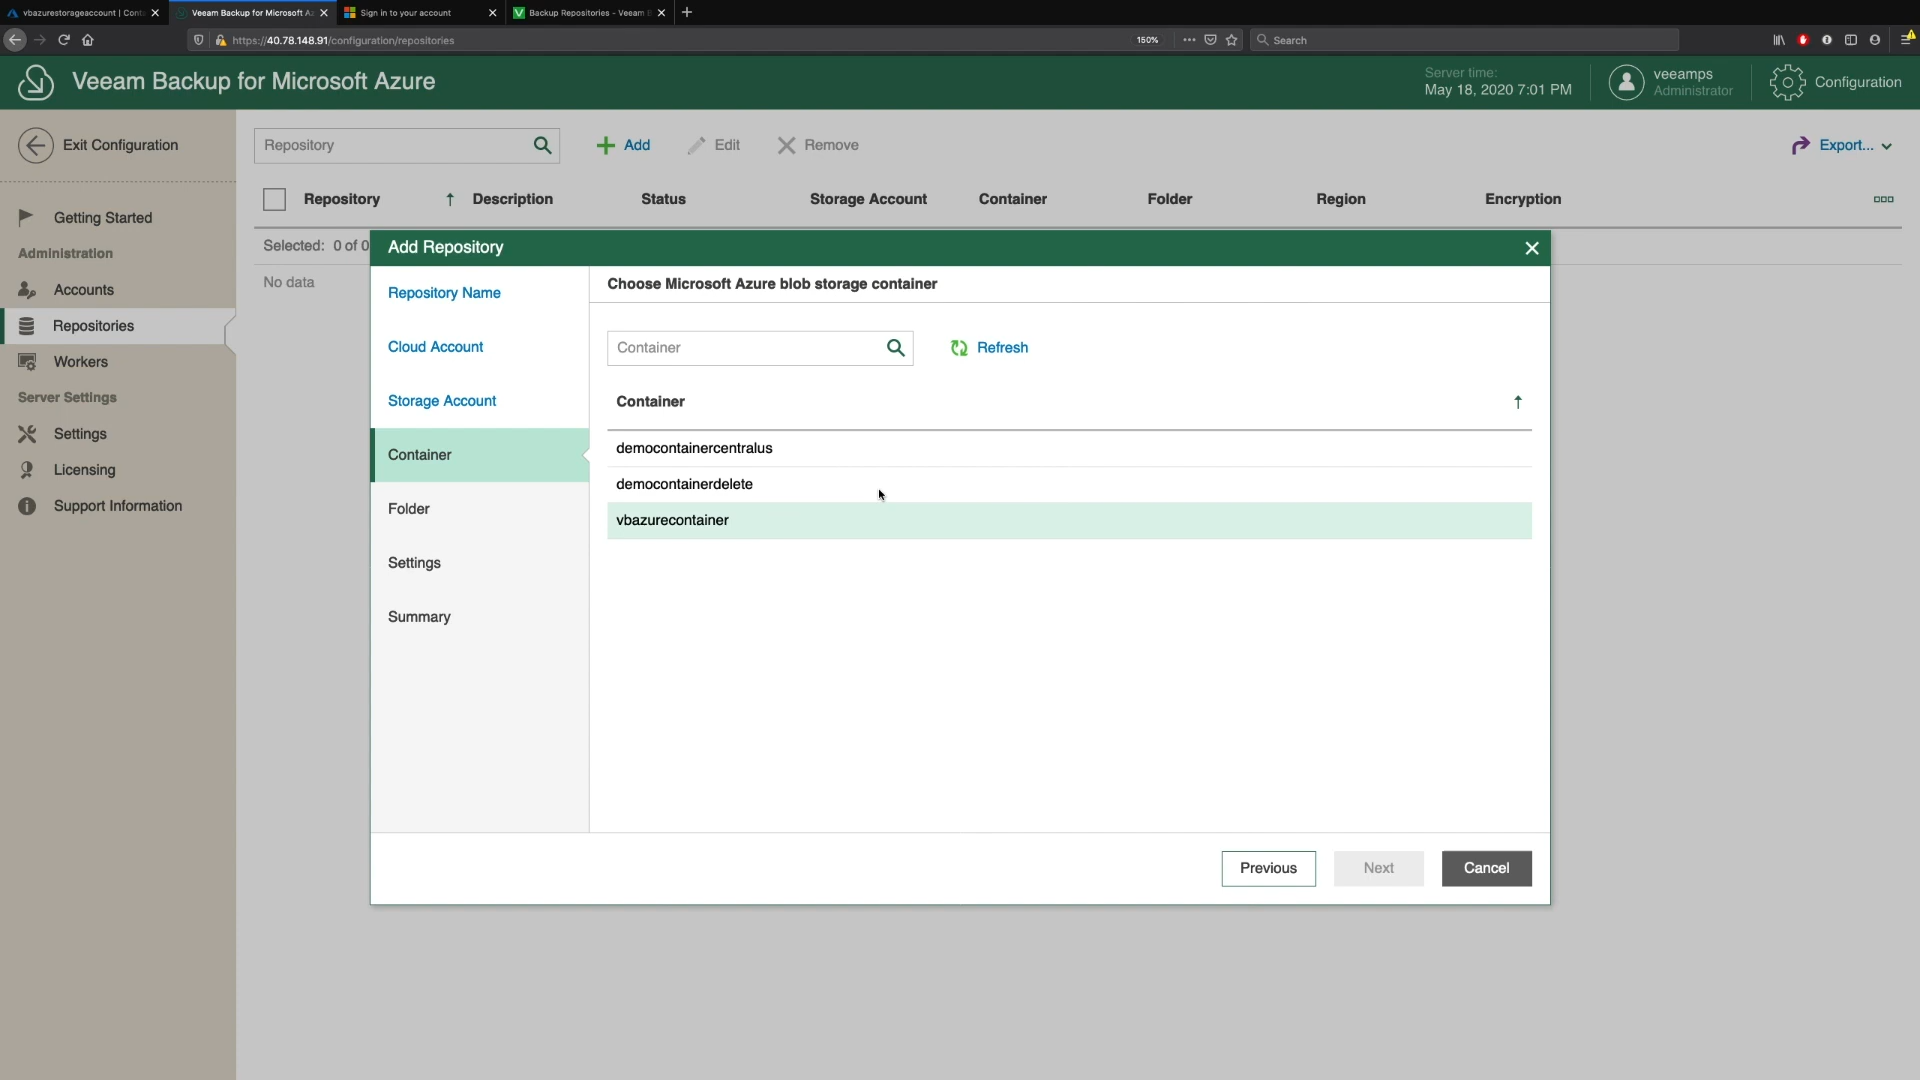 vbazurestorageaccount | Cont
Veeam Backup for Microsoft Az
Sign in to your account
Backup Repositories - Veeam B
https://40.78.148.91/configuration/repositories
150%
Search
Veeam Backup for Microsoft Azure
Server time:
May 18, 2020 7:01 PM
veeamps
Administrator
Configuration
Exit Configuration
Getting Started
Administration
Accounts
Repositories
Workers
Server Settings
Settings
Licensing
Support Information
Repository
Add
Edit
Remove
Export...
Repository
Description
Status
Storage Account
Container
Folder
Region
Encryption
Selected: 0 of 0
No data
Add Repository
Repository Name
Cloud Account
Storage Account
Container
Folder
Settings
Summary
Choose Microsoft Azure blob storage container
Container
Refresh
Container
democontainercentralus
democontainerdelete
vbazurecontainer
Previous
Next
Cancel